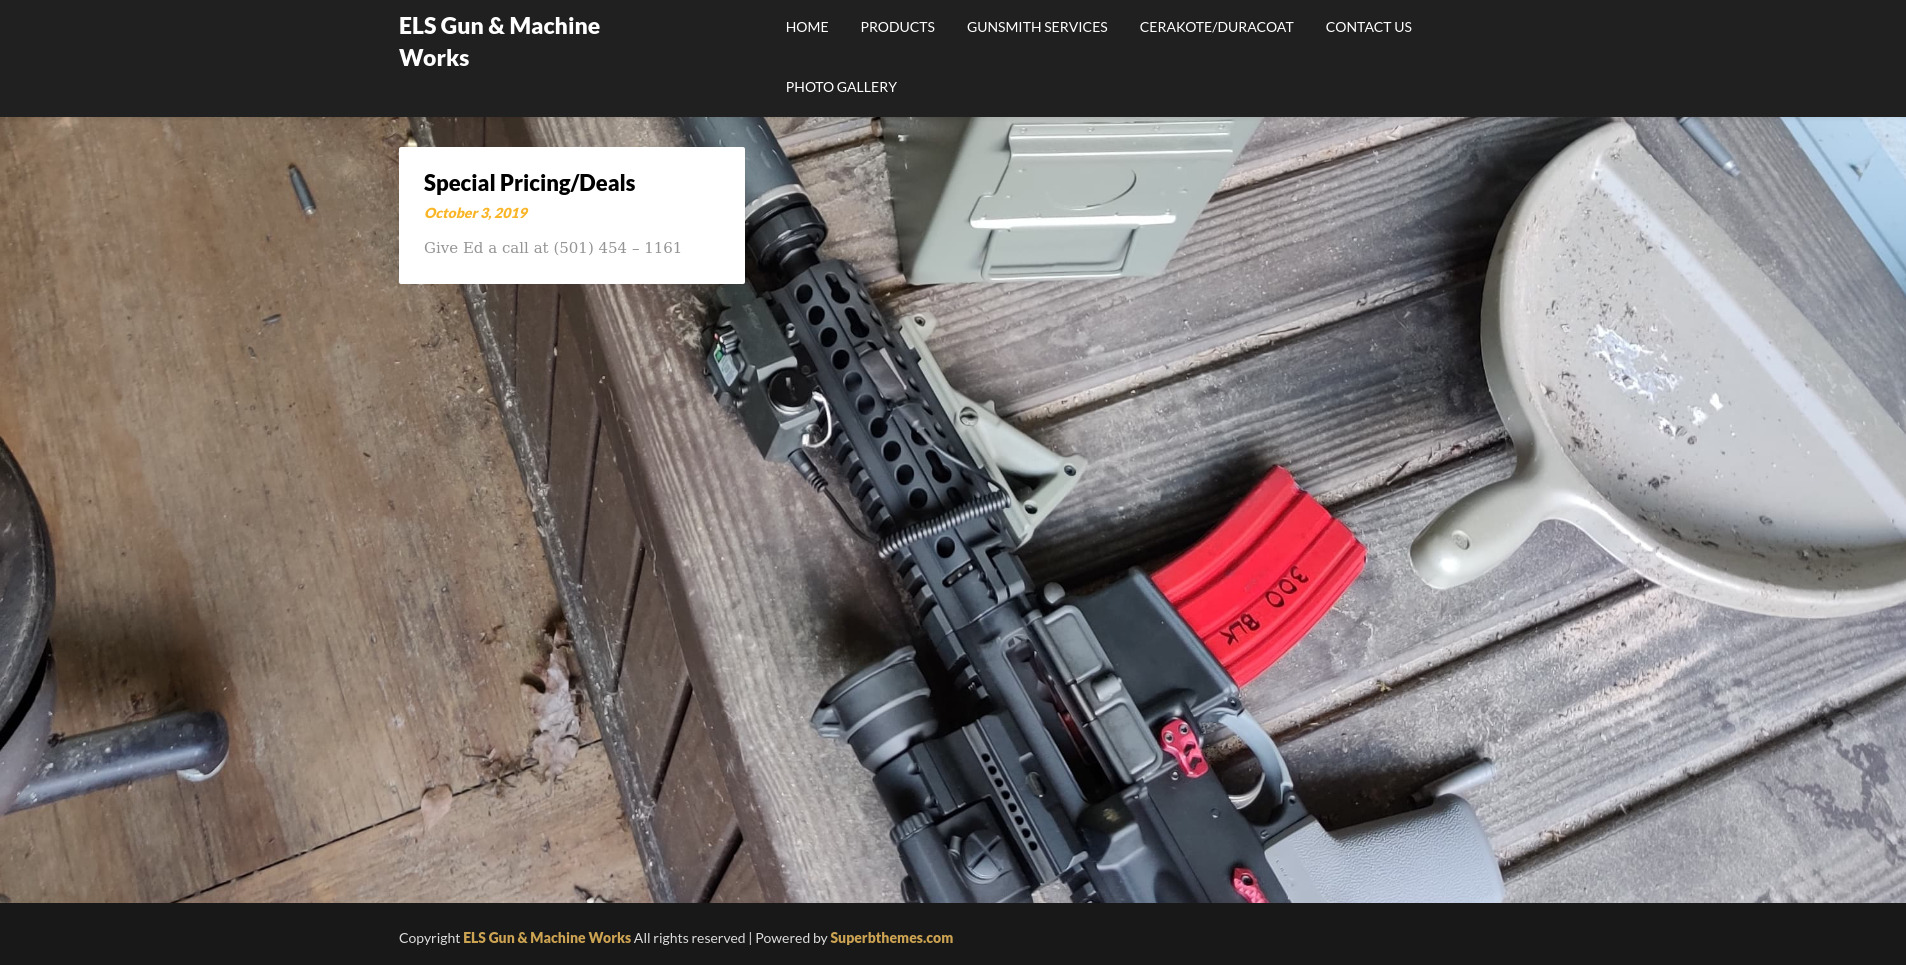 ELS Gun & Machine
Works
HOME
PRODUCTS
GUNSMITH SERVICES
CERAKOTE/DURACOAT
CONTACT US
PHOTO GALLERY
Special Pricing/Deals
October 3, 2019
Give Ed a call at (501) 454 – 1161
300
BLK
Copyright ELS Gun & Machine Works All rights reserved | Powered by Superbthemes.com